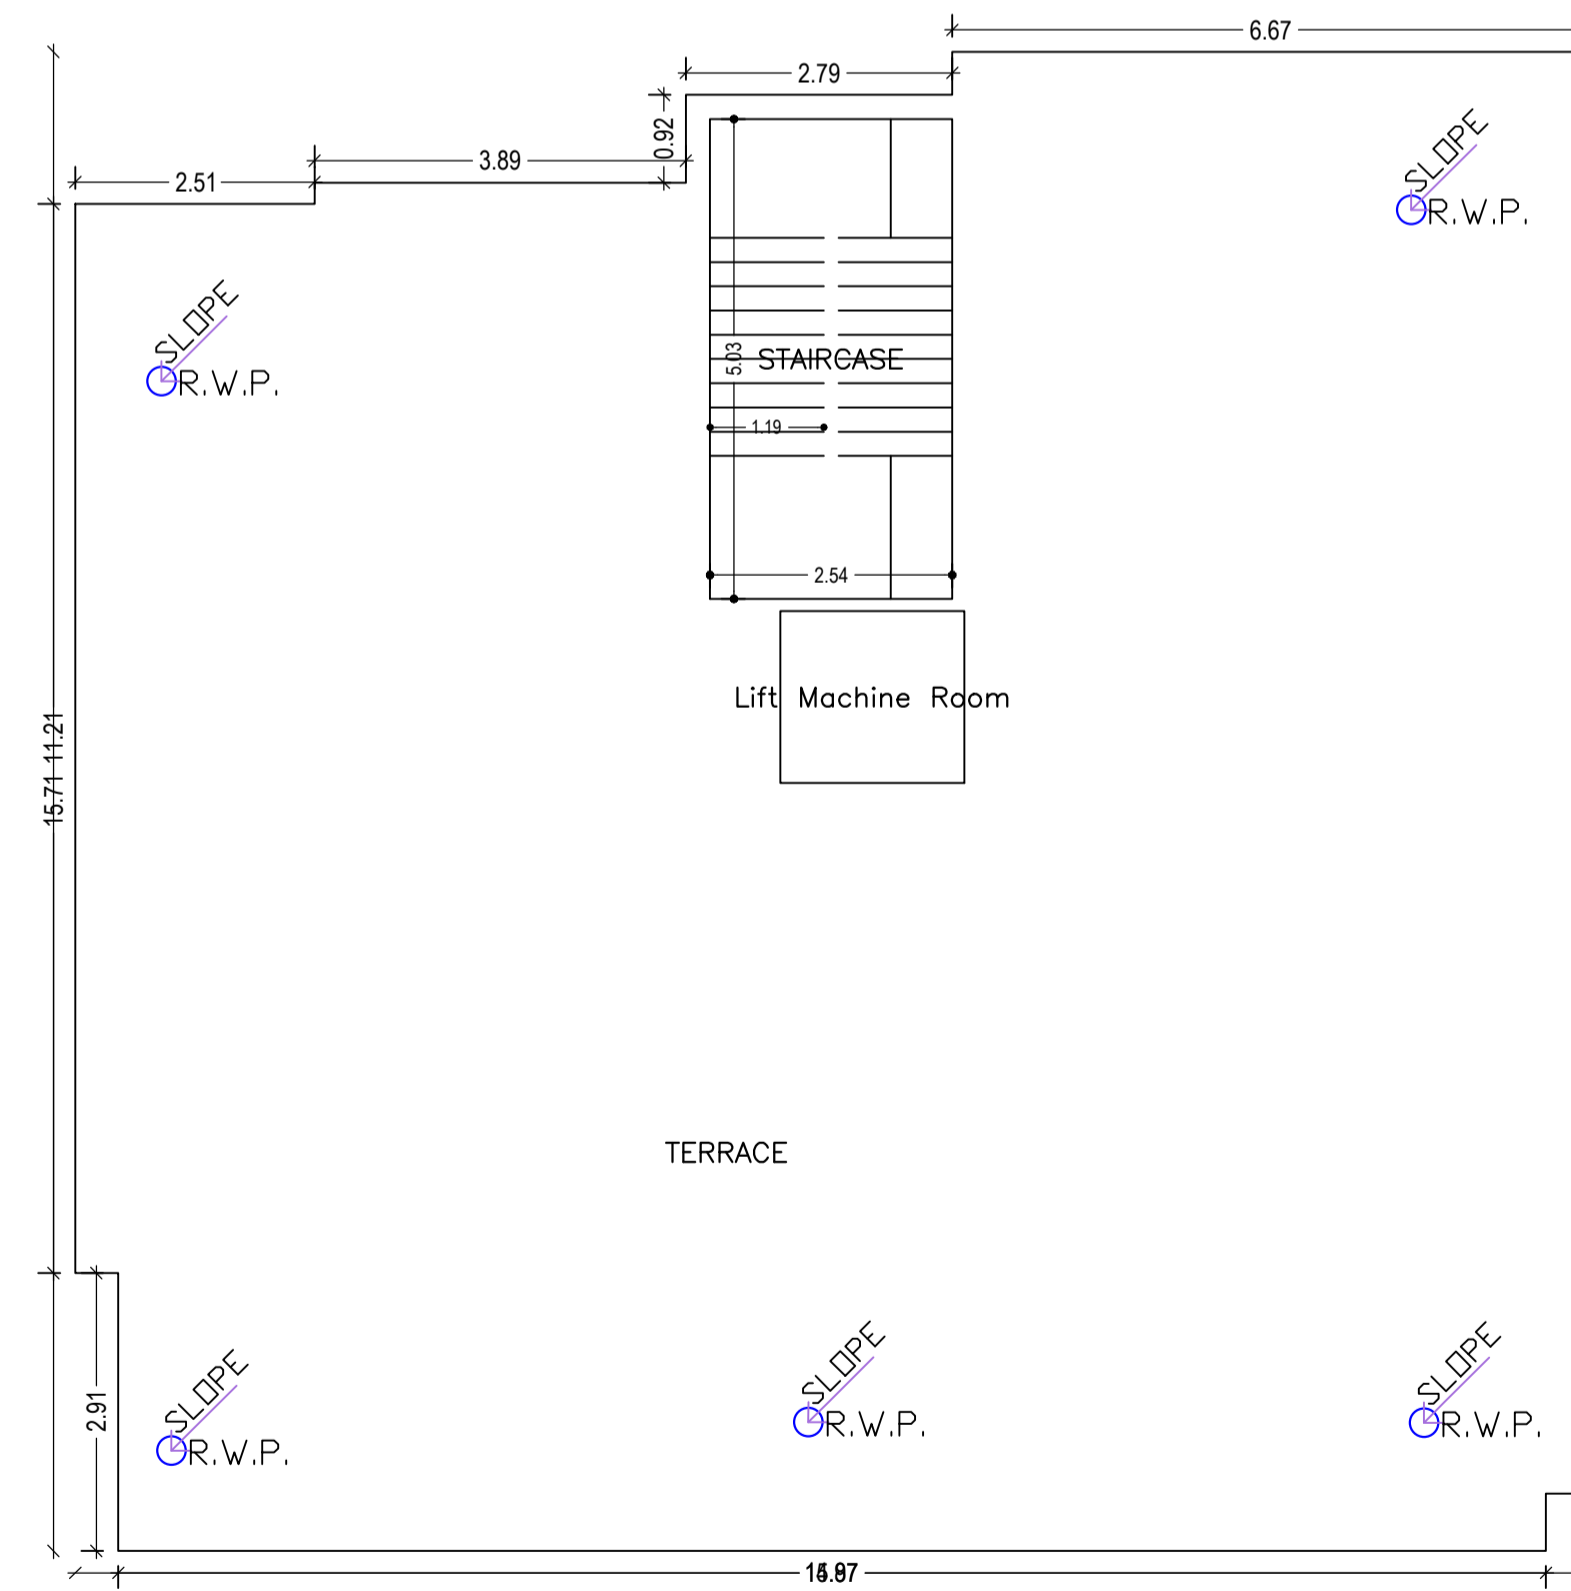 6.67
2.79
0.92
3.89
2.51
SLOPE
R.W.P.
SLOPE
R.W.P.
5.03
STAIRCASE
1.19
2.54
Lift Machine Room
15.71 11.21
TERRACE
SLOPE
R.W.P.
SLOPE
R.W.P.
SLOPE
R.W.P.
2.91